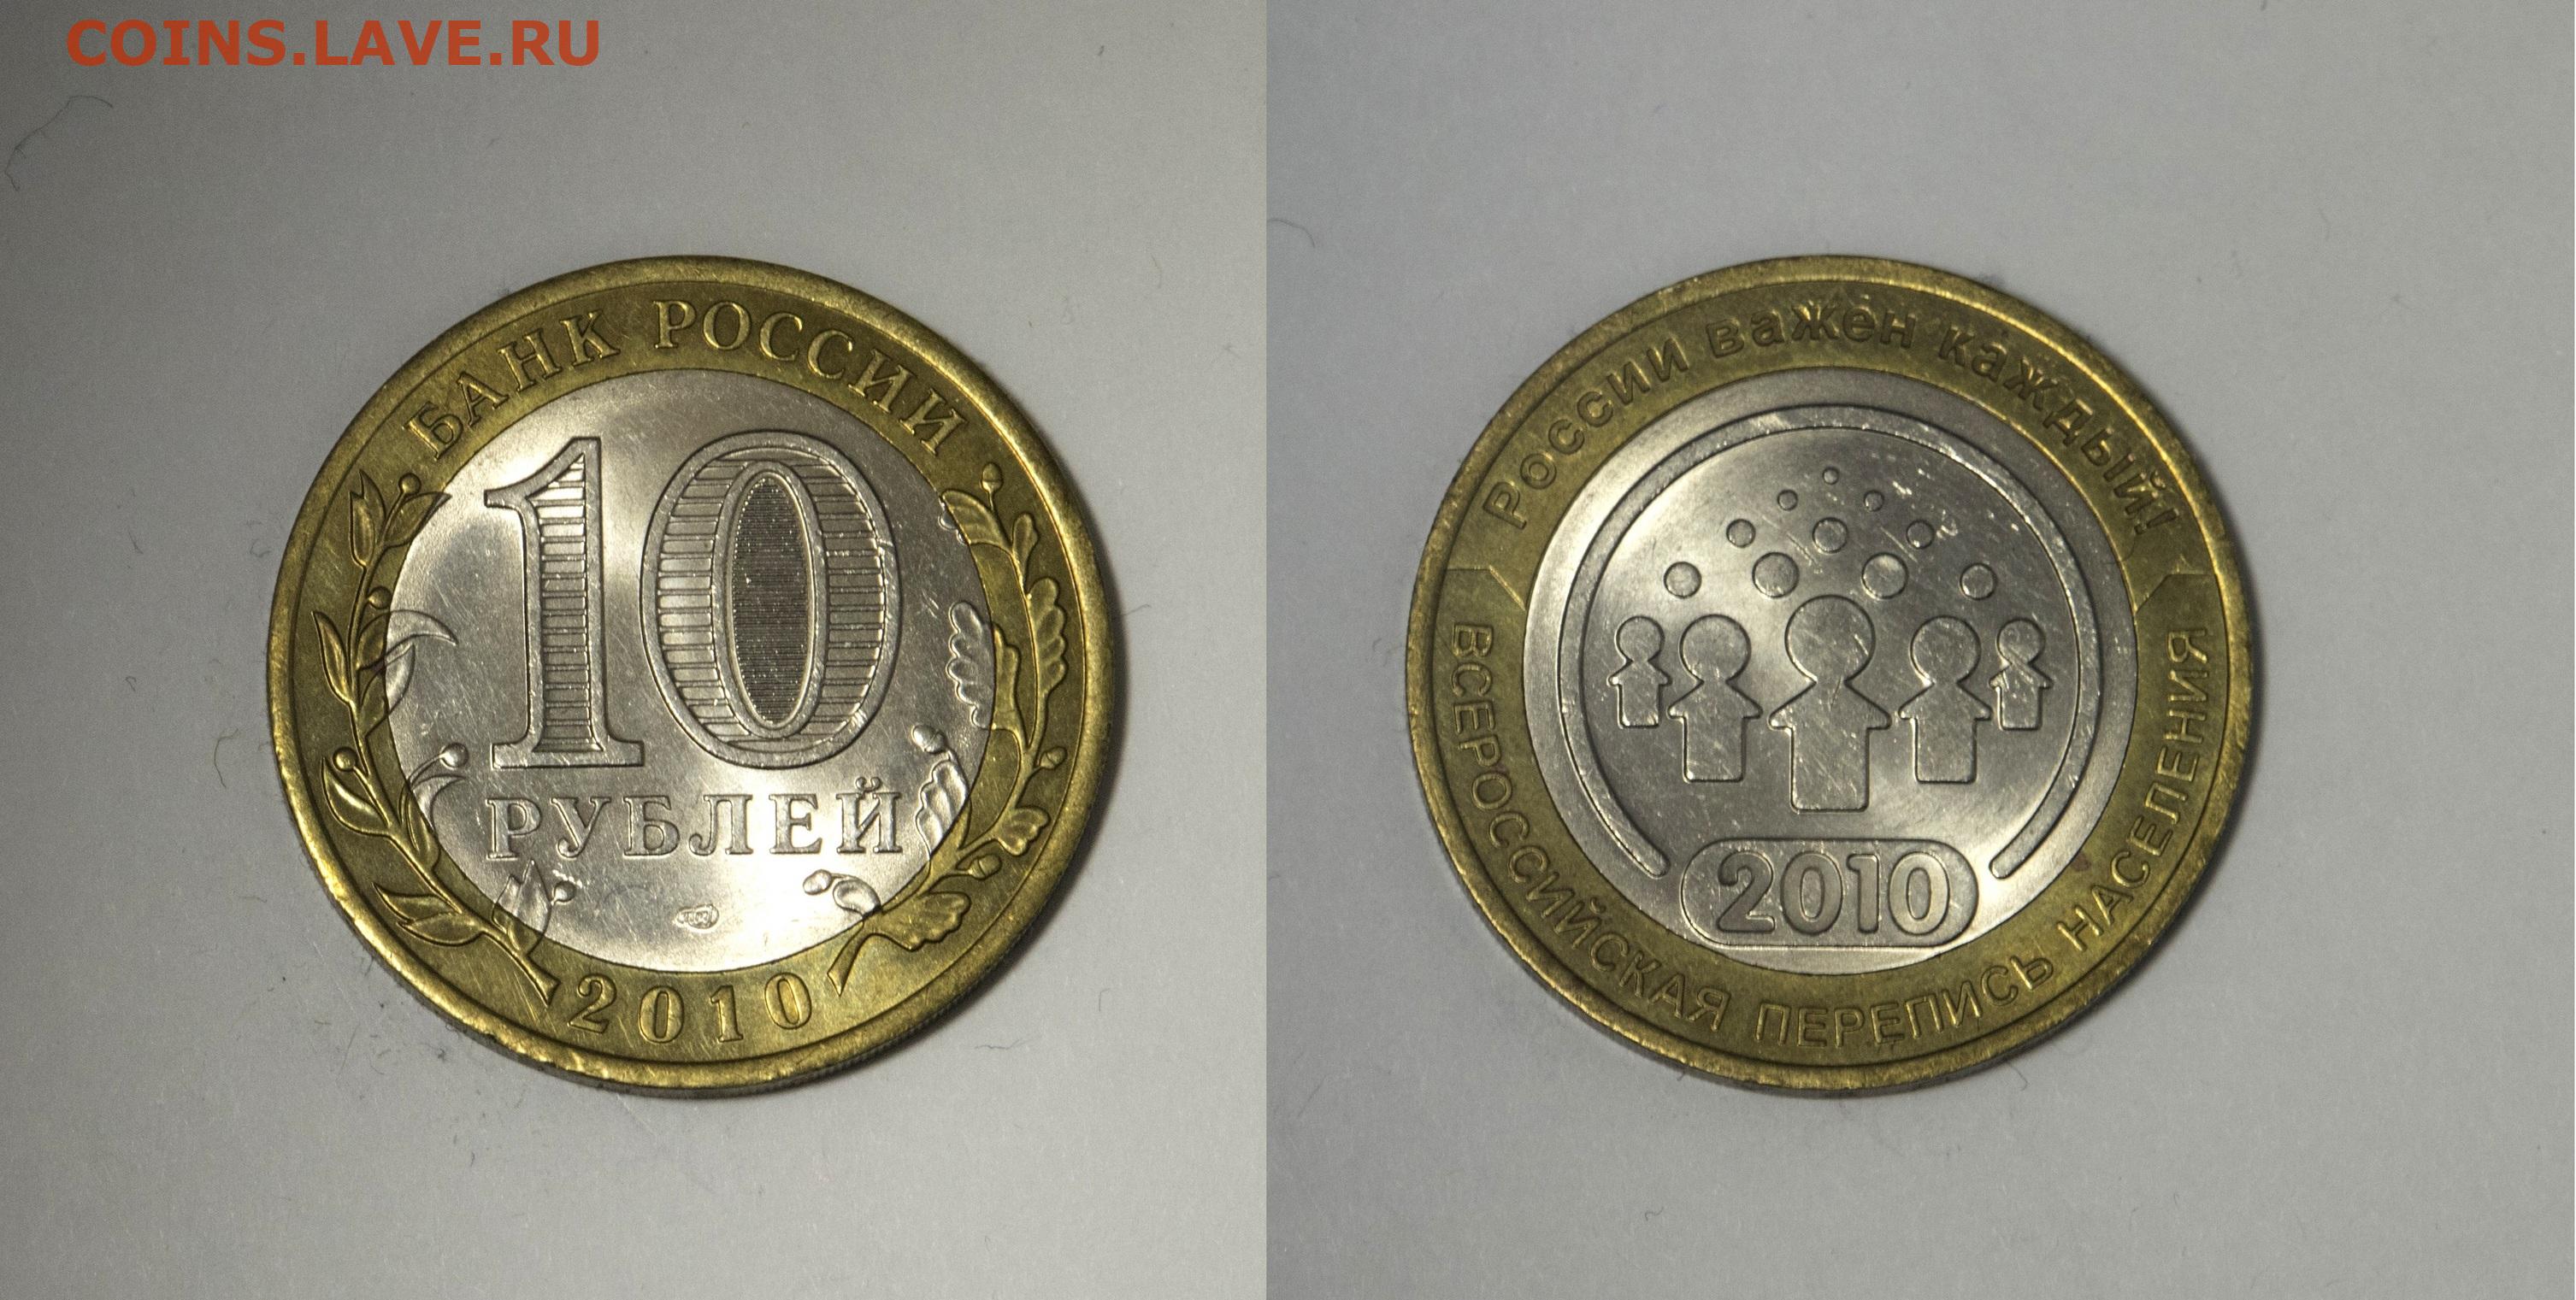 COINS.LAVE.RU
БАНК РОССИИ
10
РУБЛЕЙ
2010
России важен каждый!
2010
ВСЕРОССИЙСКАЯ ПЕРЕПИСЬ НАСЕЛЕНИЯ